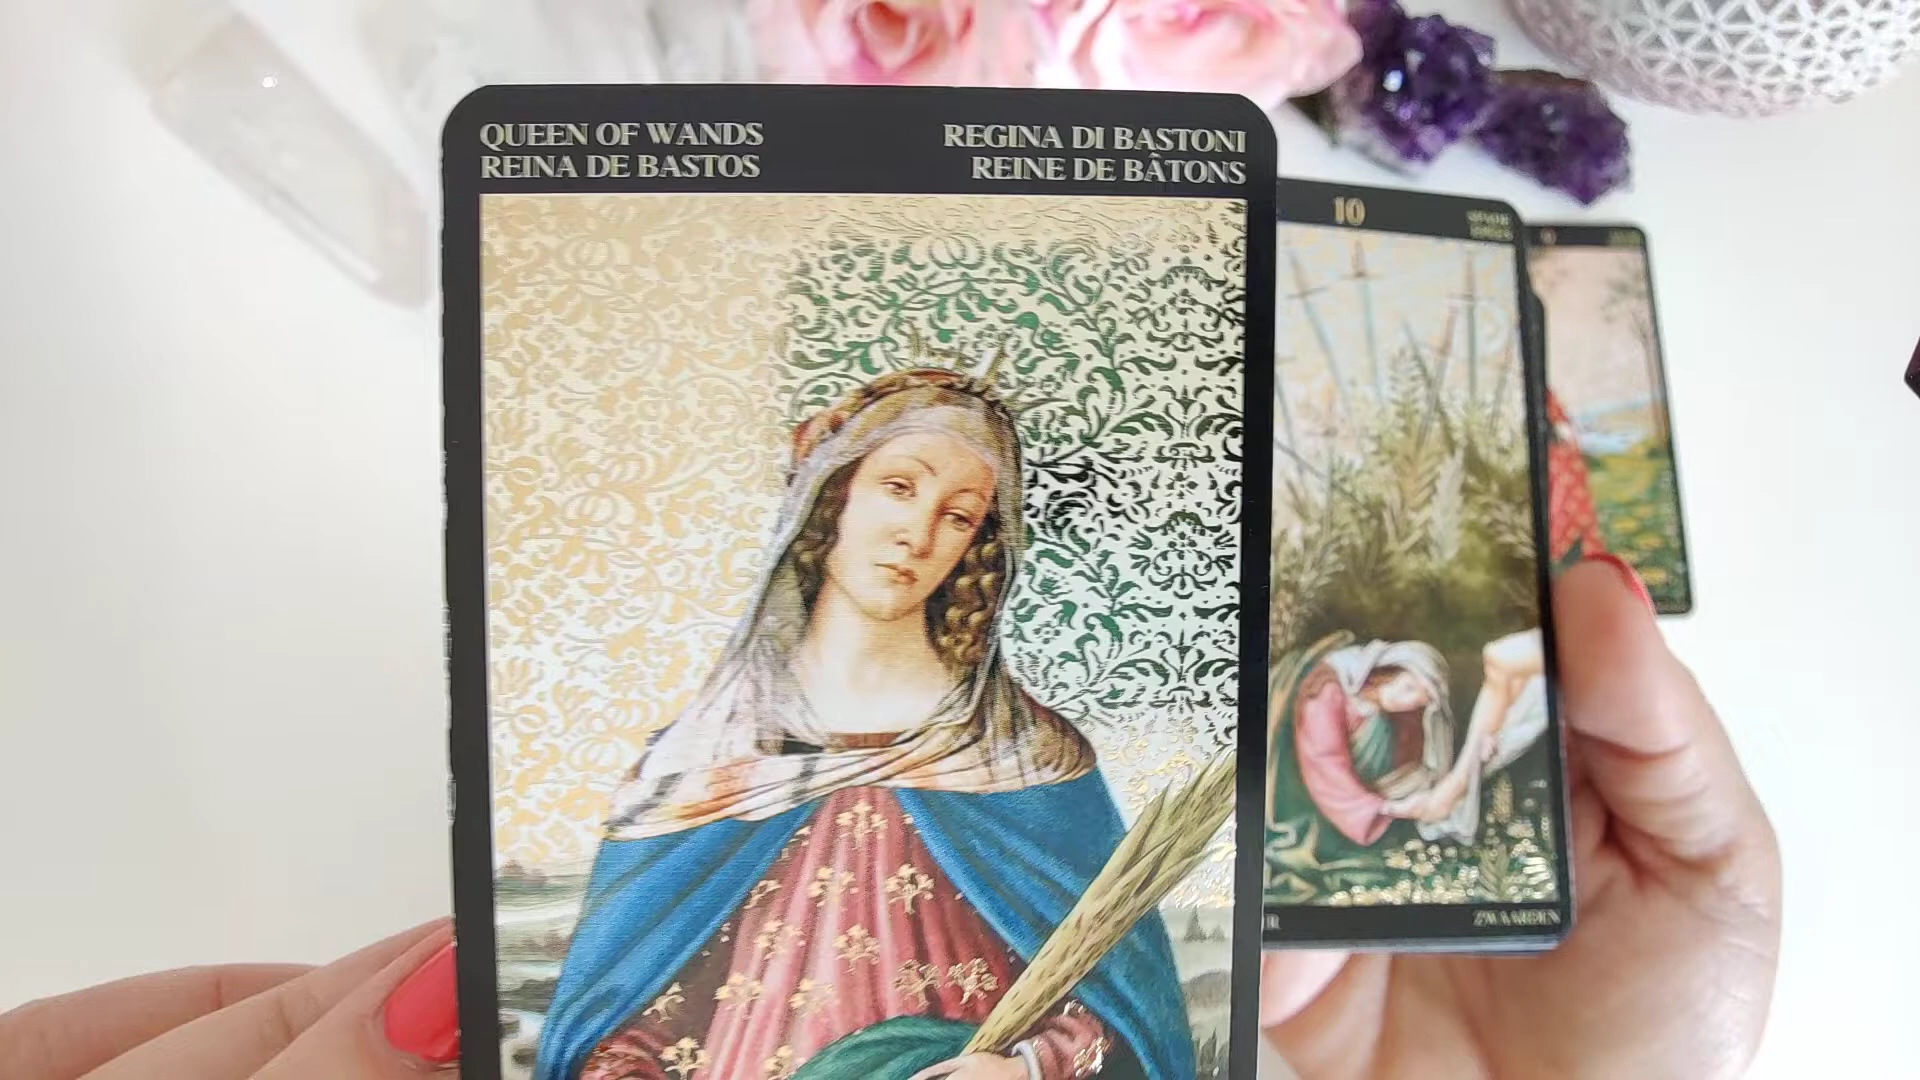 QUEEN OF WANDS
REINA DE BASTOS
REGINA DI BASTONI
REINE DE BÂTONS
10
ZWAARDEN